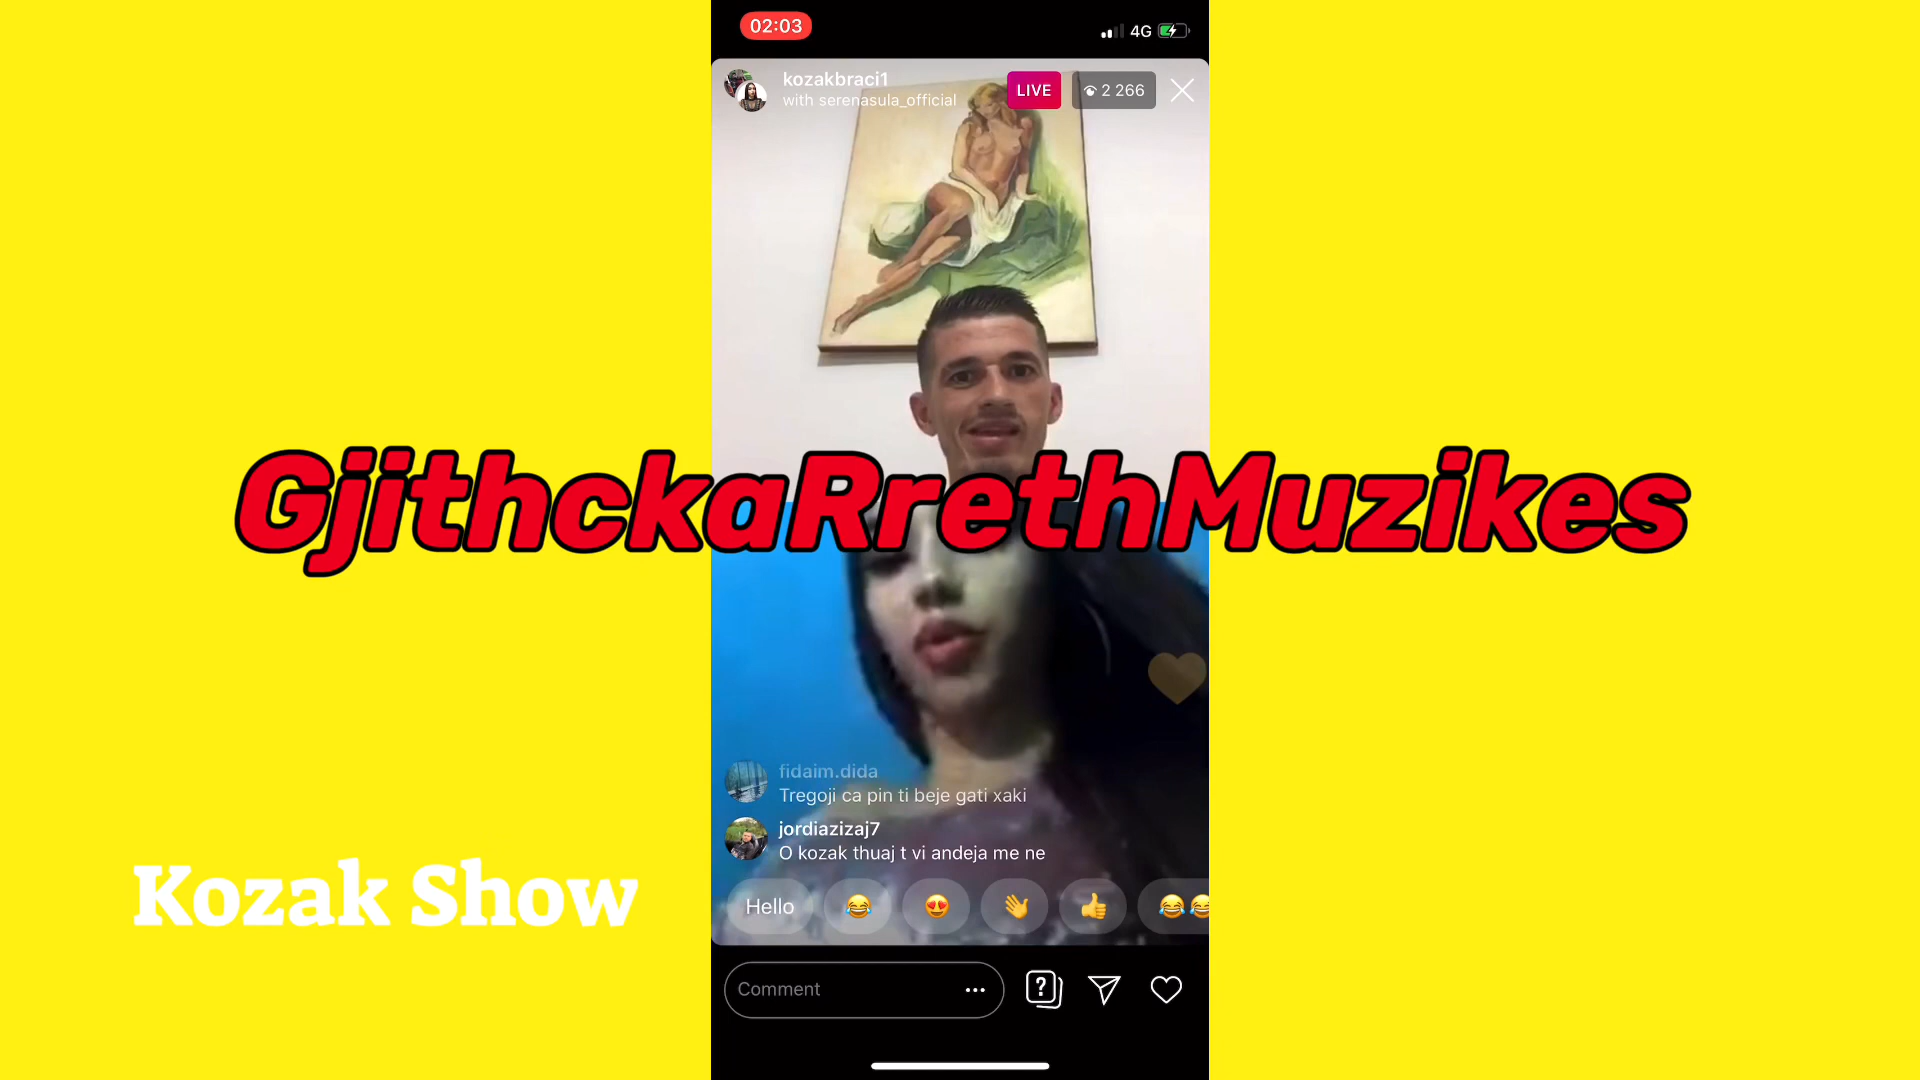 02:03
4G
kozakbraci1
with serenasula_official
LIVE
2 266
GjithckaRrethMuzikes
fidaim.dida
Tregoji ca pin ti beje gati xaki
jordiazizaj7
O kozak thuaj t vi andeja me ne
Kozak Show
Hello
Comment